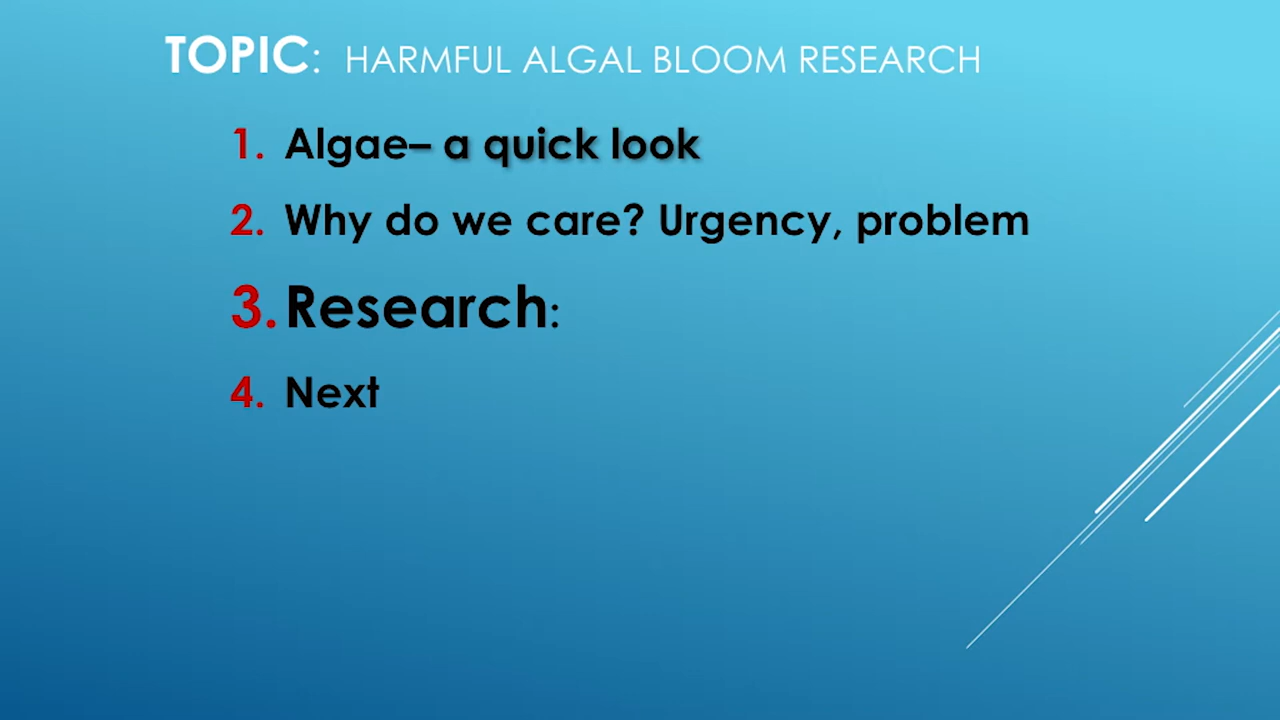 TOPIC: HARMFUL ALGAL BLOOM RESEARCH
1. Algae– a quick look
2. Why do we care? Urgency, problem
3. Research:
4. Next